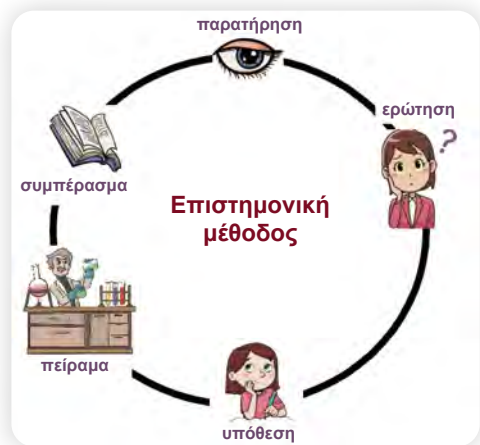 παρατήρηση
ερώτηση
?
συμπέρασμα
Επιστημονική
μέθοδος
πείραμα
υπόθεση